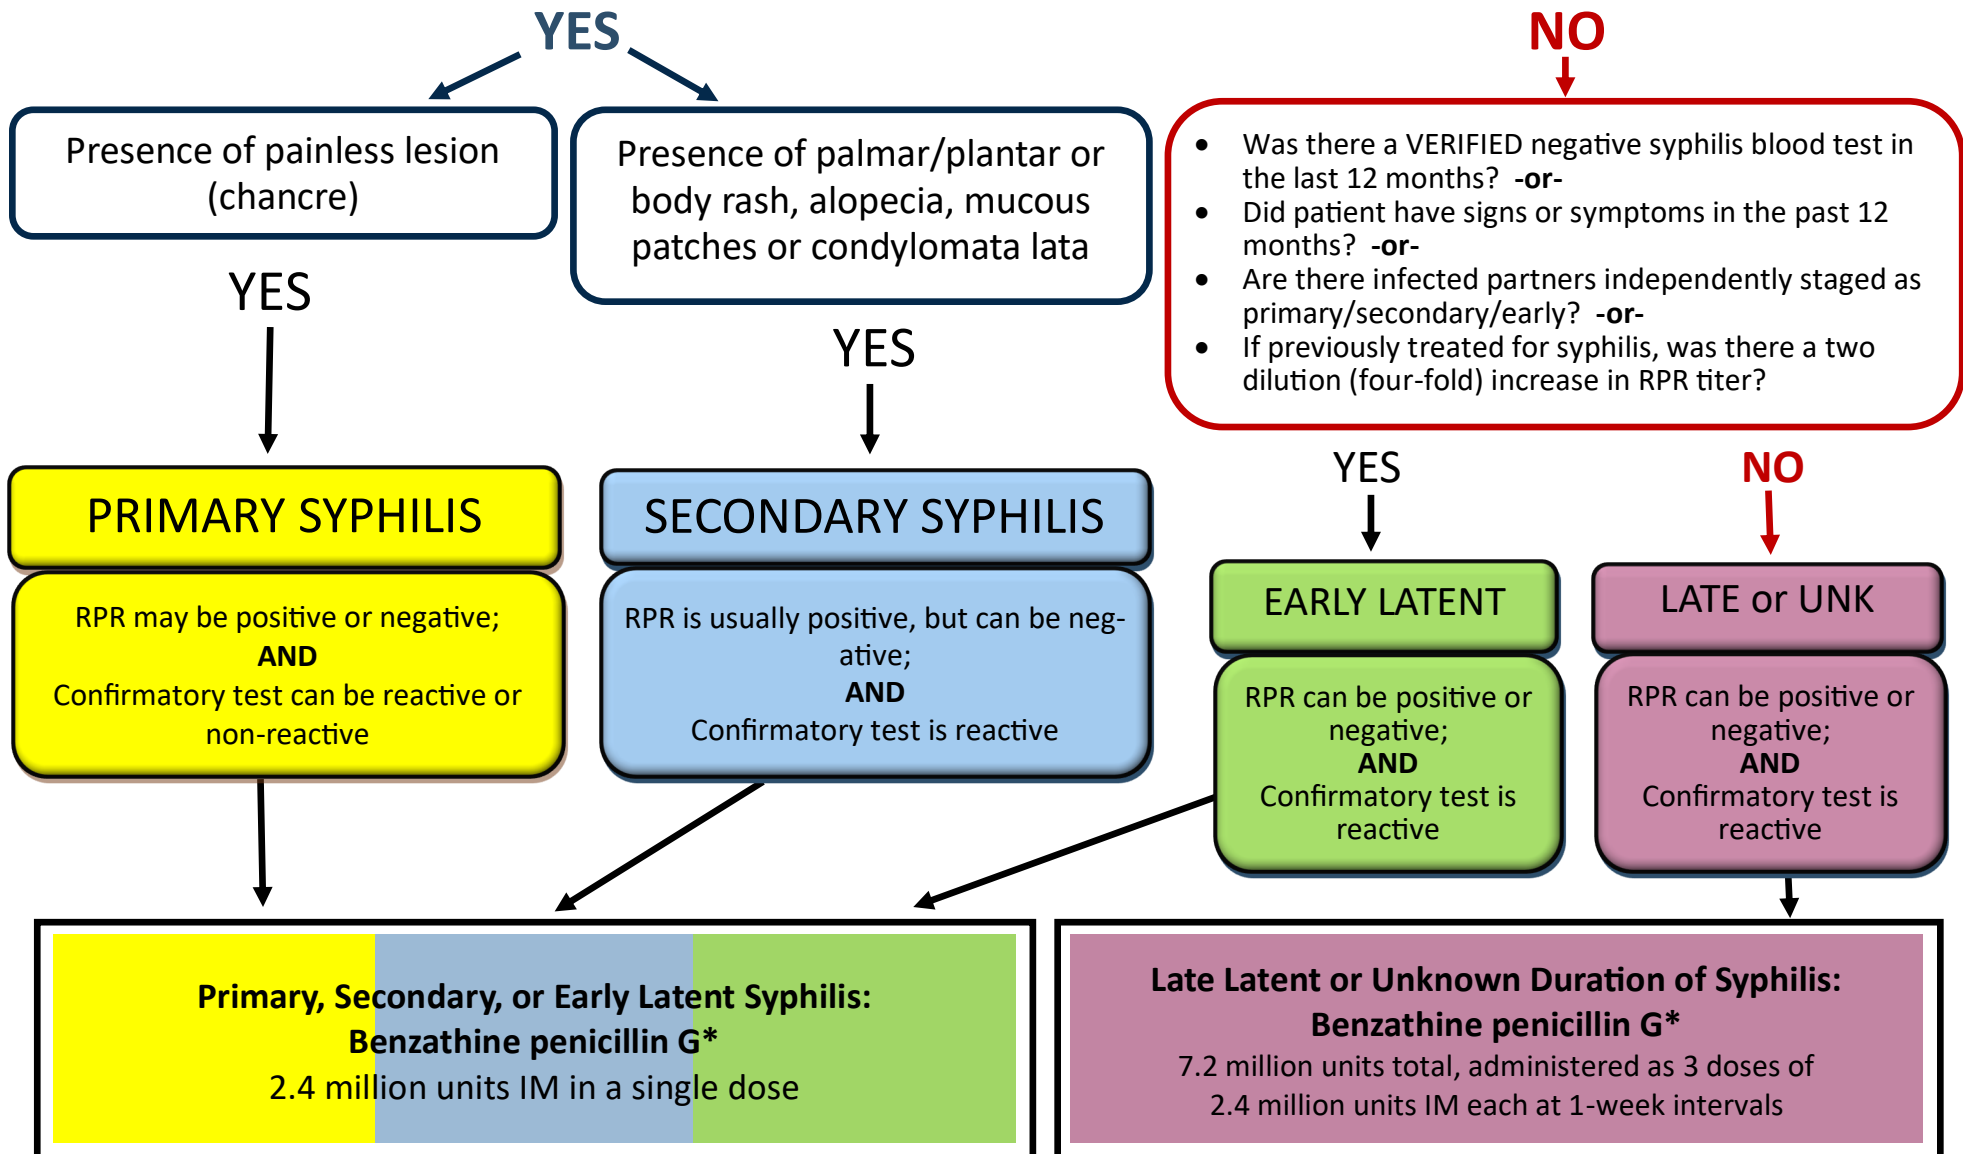 YES
NO
Presence of painless lesion
(chancre)
Presence of palmar/plantar or
body rash, alopecia, mucous
patches or condylomata lata
• Was there a VERIFIED negative syphilis blood test in
the last 12 months? -or-
• Did patient have signs or symptoms in the past 12
months? -or-
• Are there infected partners independently staged as
primary/secondary/early? -or-
• If previously treated for syphilis, was there a two
dilution (four-fold) increase in RPR titer?
YES
YES
YES
NO
PRIMARY SYPHILIS
RPR may be positive or negative;
AND
Confirmatory test can be reactive or
non-reactive
SECONDARY SYPHILIS
RPR is usually positive, but can be neg-
ative;
AND
Confirmatory test is reactive
EARLY LATENT
RPR can be positive or
negative;
AND
Confirmatory test is
reactive
LATE or UNK
RPR can be positive or
negative;
AND
Confirmatory test is
reactive
Primary, Secondary, or Early Latent Syphilis:
Benzathine penicillin G*
2.4 million units IM in a single dose
Late Latent or Unknown Duration of Syphilis:
Benzathine penicillin G*
7.2 million units total, administered as 3 doses of
2.4 million units IM each at 1-week intervals